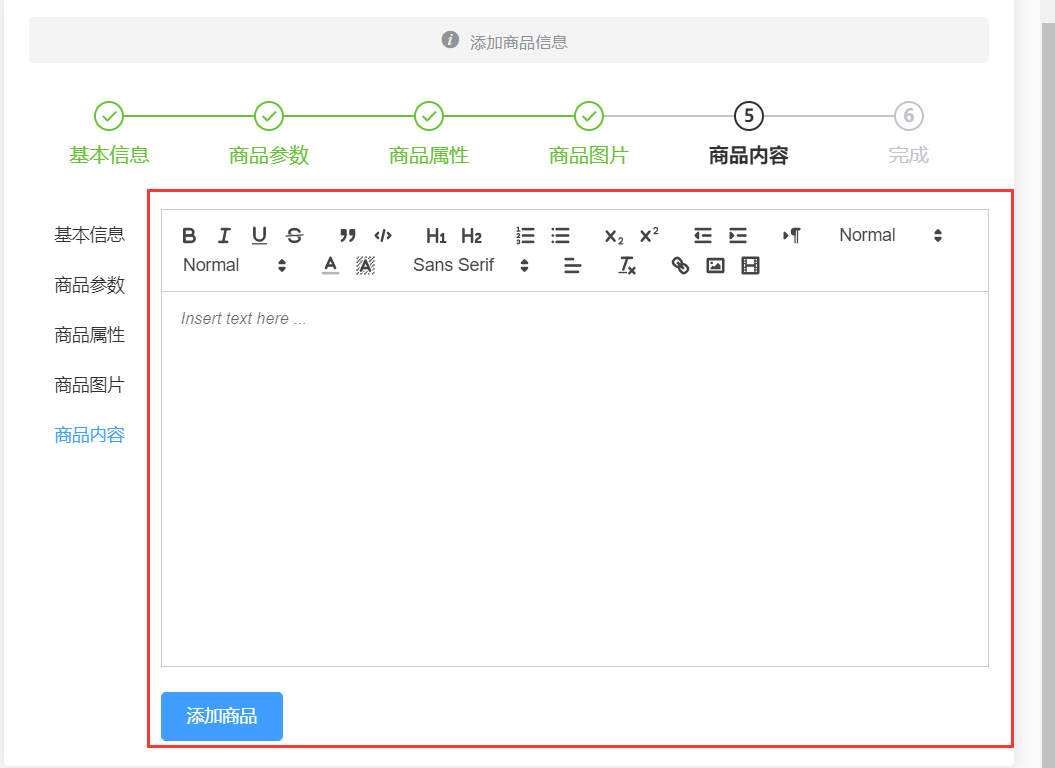 添加商品信息
5 6
基本信息 商品参数 商品属性 商品图片 商品内容 完成
基本信息
商品参数
商品属性
商品图片
商品内容
B I U S H1 H2 X2 X² Normal
Normal A A Sans Serif Tx
Insert text here ...
添加商品